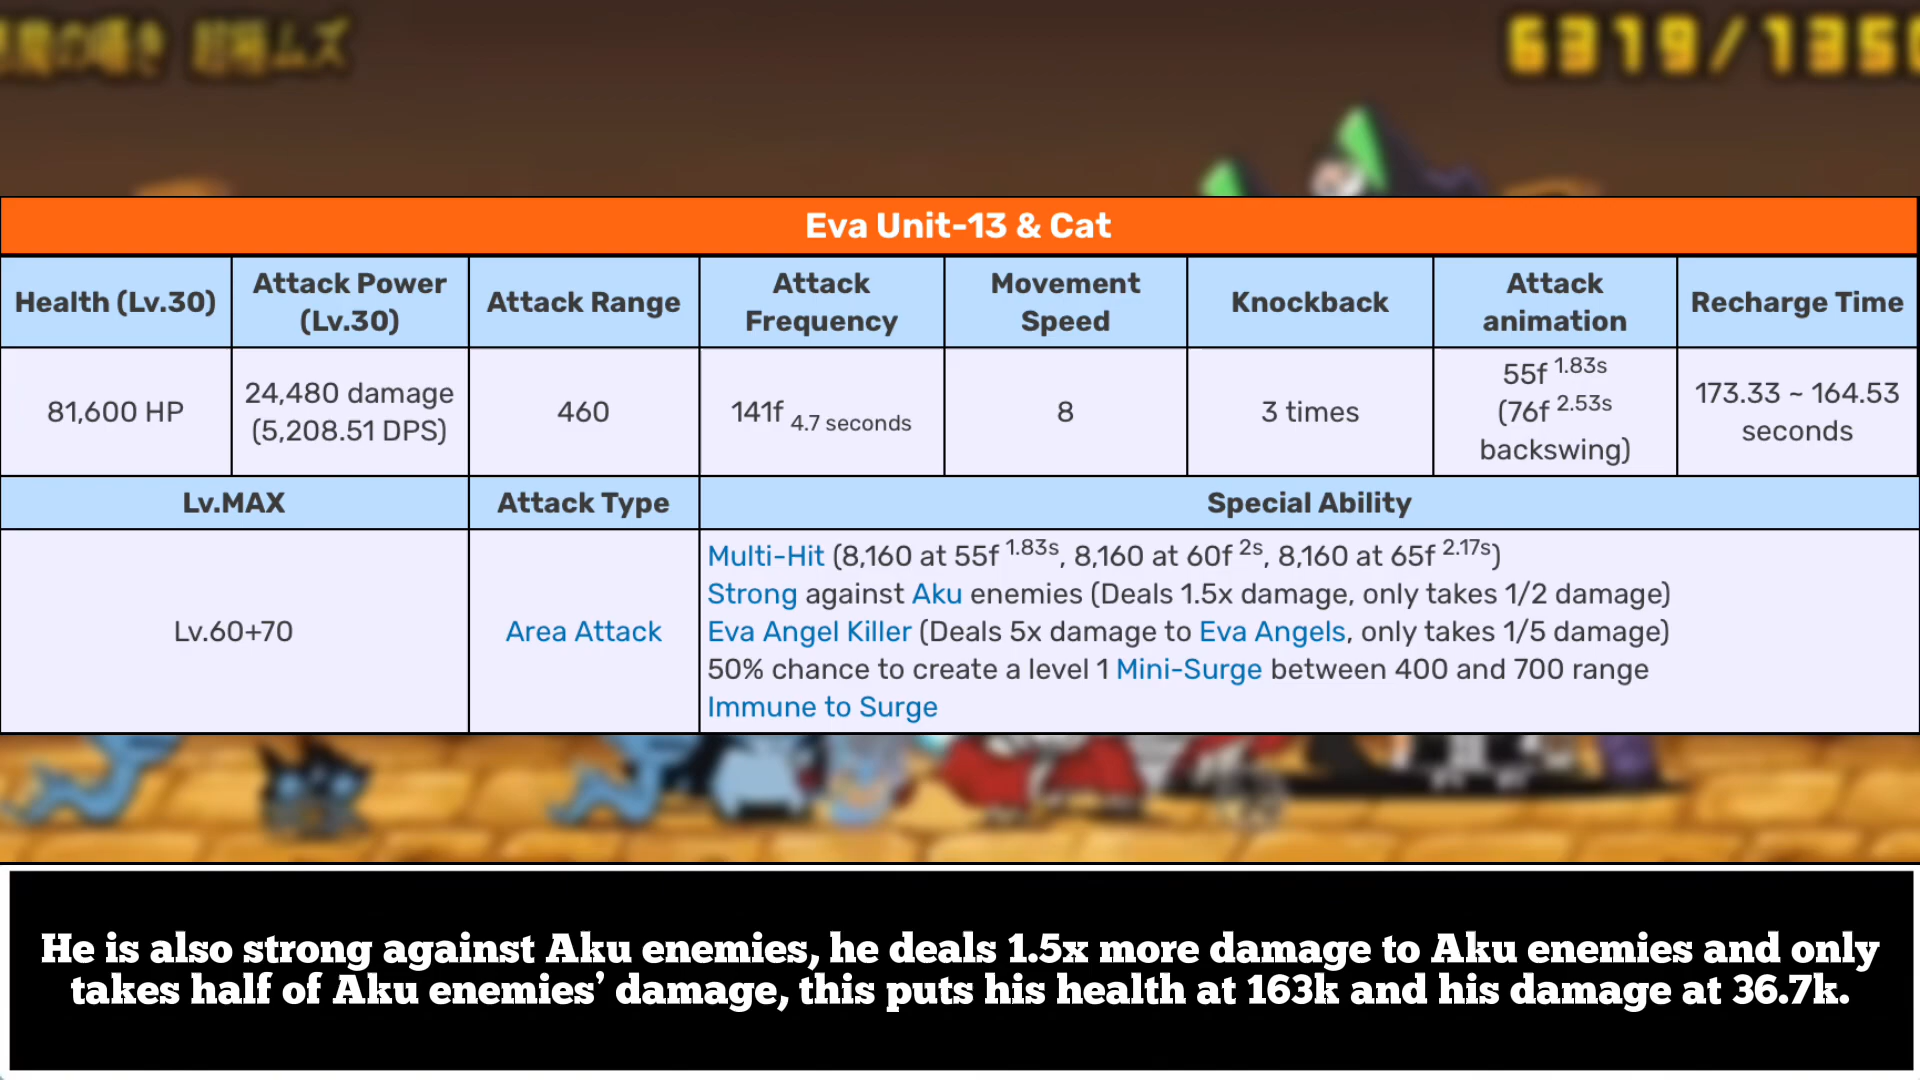 超極ムズ
6319/1350
Eva Unit-13 & Cat
Health (Lv.30)
Attack Power (Lv.30)
Attack Range
Attack Frequency
Movement Speed
Knockback
Attack animation
Recharge Time
81,600 HP
24,480 damage
(5,208.51 DPS)
460
141f 4.7 seconds
8
3 times
55f 1.83s
(76f 2.53s
backswing)
173.33 ~ 164.53
seconds
Lv.MAX
Attack Type
Special Ability
Lv.60+70
Area Attack
Multi-Hit (8,160 at 55f 1.83s, 8,160 at 60f 2s, 8,160 at 65f 2.17s)
Strong against Aku enemies (Deals 1.5x damage, only takes 1/2 damage)
Eva Angel Killer (Deals 5x damage to Eva Angels, only takes 1/5 damage)
50% chance to create a level 1 Mini-Surge between 400 and 700 range
Immune to Surge
He is also strong against Aku enemies, he deals 1.5x more damage to Aku enemies and only
takes half of Aku enemies’ damage, this puts his health at 163k and his damage at 36.7k.